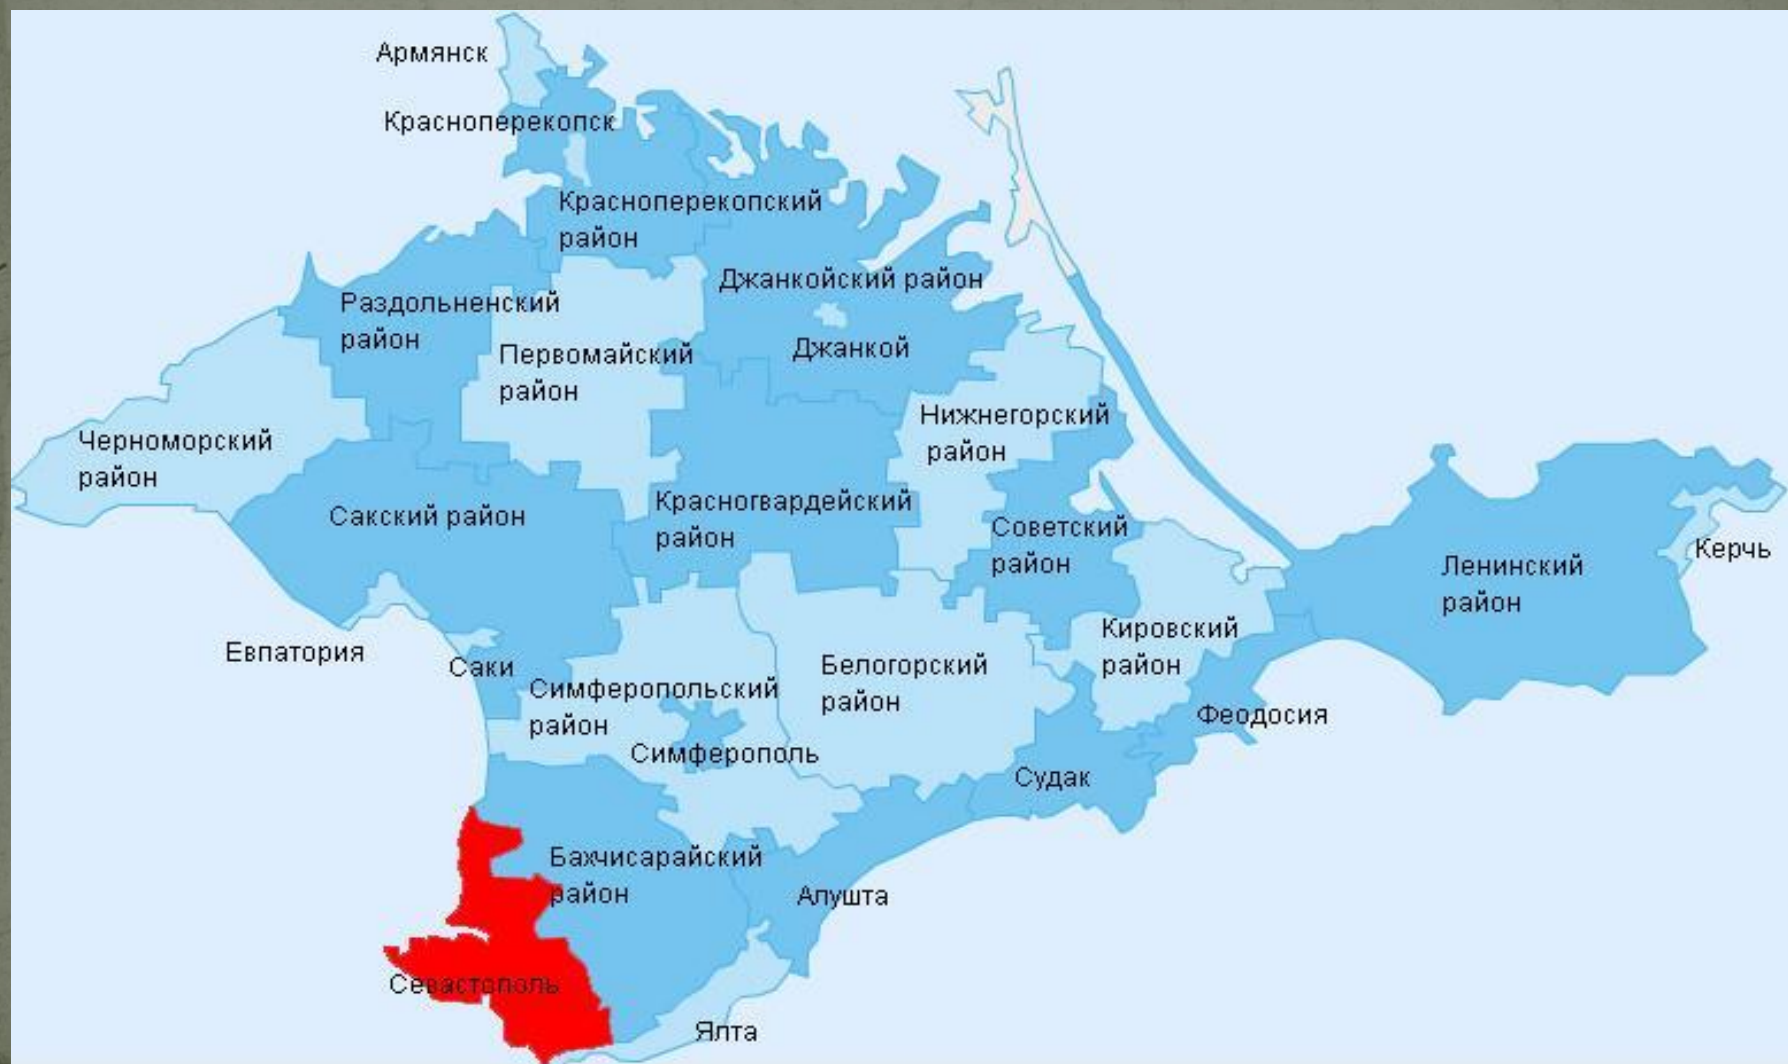 Армянск
Красноперекопск
Красноперекопский
район
Джанкойский район
Раздольненский
район
Джанкой
Первомайский
район
Нижнегорский
район
Черноморский
район
Сакский район
Красногвардейский
район
Советский
район
Керчь
Ленинский
район
Евпатория
Саки
Кировский
район
Белогорский
район
Симферопольский
район
Феодосия
Симферополь
Судак
Бахчисарайский
район
Алушта
Севастополь
Ялта